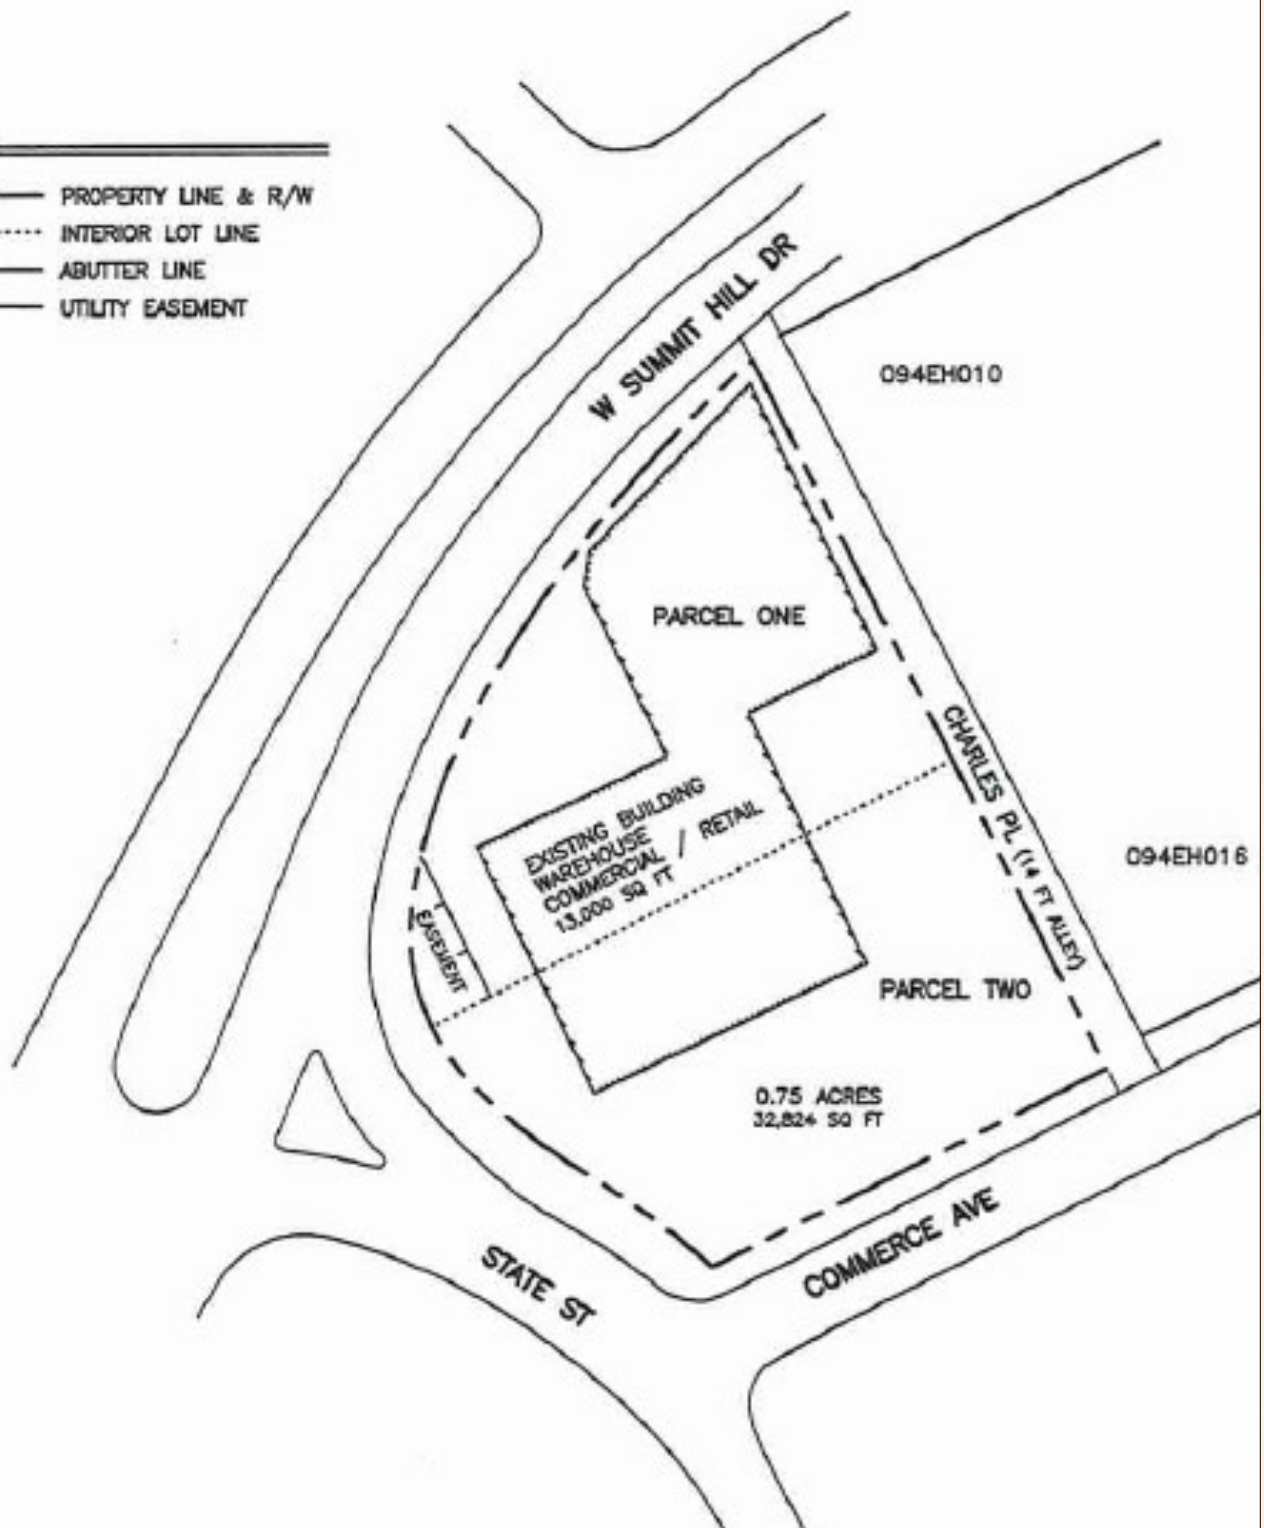 PROPERTY LINE & R/W
INTERIOR LOT LINE
ABUTTER LINE
UTILITY EASEMENT
W SUMMIT HILL DR
094EH010
PARCEL ONE
CHARLES PL (14 FT ALLEY)
EXISTING BUILDING
WAREHOUSE
COMMERCIAL / RETAIL
13,000 SQ FT
094EH016
EASEMENT
PARCEL TWO
0.75 ACRES
32,824 SQ FT
COMMERCE AVE
STATE ST